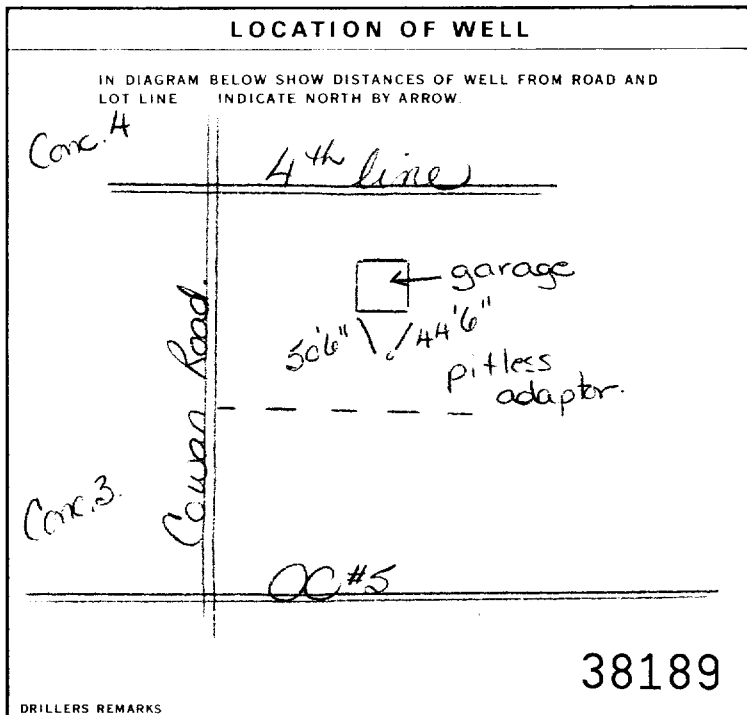 LOCATION OF WELL
IN DIAGRAM BELOW SHOW DISTANCES OF WELL FROM ROAD AND
LOT LINE INDICATE NORTH BY ARROW.
Conc. 4
4th line
garage
50'6" 44'6"
pitless
adaptor.
Cowan Road.
Conc. 3.
OC #5
38189
DRILLERS REMARKS